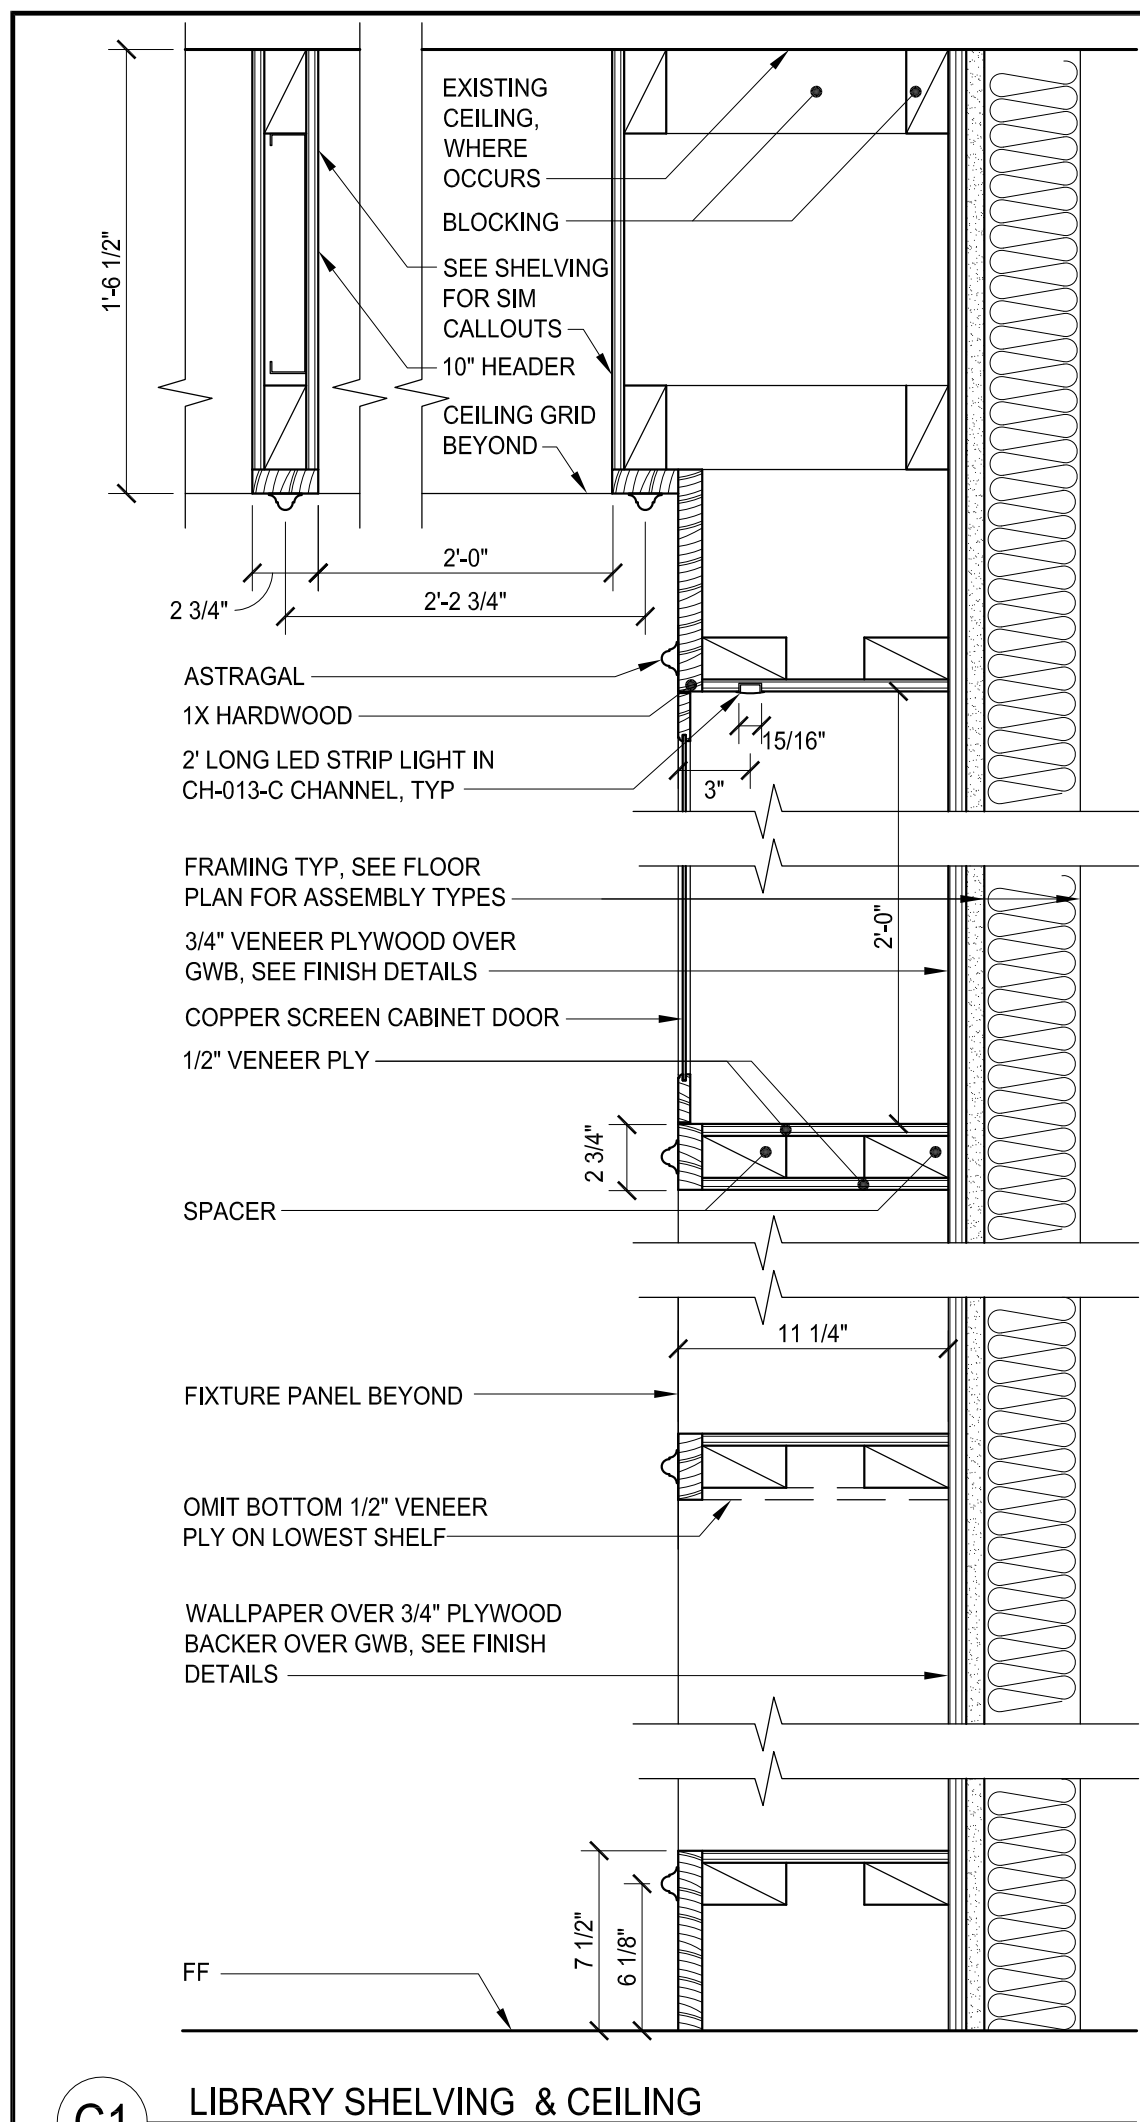 EXISTING
CEILING,
WHERE
OCCURS
BLOCKING
1'-6 1/2"
SEE SHELVING
FOR SIM
CALLOUTS
10" HEADER
CEILING GRID
BEYOND
2'-0"
2 3/4"
2'-2 3/4"
ASTRAGAL
1X HARDWOOD
15/16"
2' LONG LED STRIP LIGHT IN
CH-013-C CHANNEL, TYP
3"
FRAMING TYP, SEE FLOOR
PLAN FOR ASSEMBLY TYPES
2'-0"
3/4" VENEER PLYWOOD OVER
GWB, SEE FINISH DETAILS
COPPER SCREEN CABINET DOOR
1/2" VENEER PLY
2 3/4"
SPACER
11 1/4"
FIXTURE PANEL BEYOND
OMIT BOTTOM 1/2" VENEER
PLY ON LOWEST SHELF
WALLPAPER OVER 3/4" PLYWOOD
BACKER OVER GWB, SEE FINISH
DETAILS
7 1/2"
6 1/8"
FF
LIBRARY SHELVING & CEILING
C1